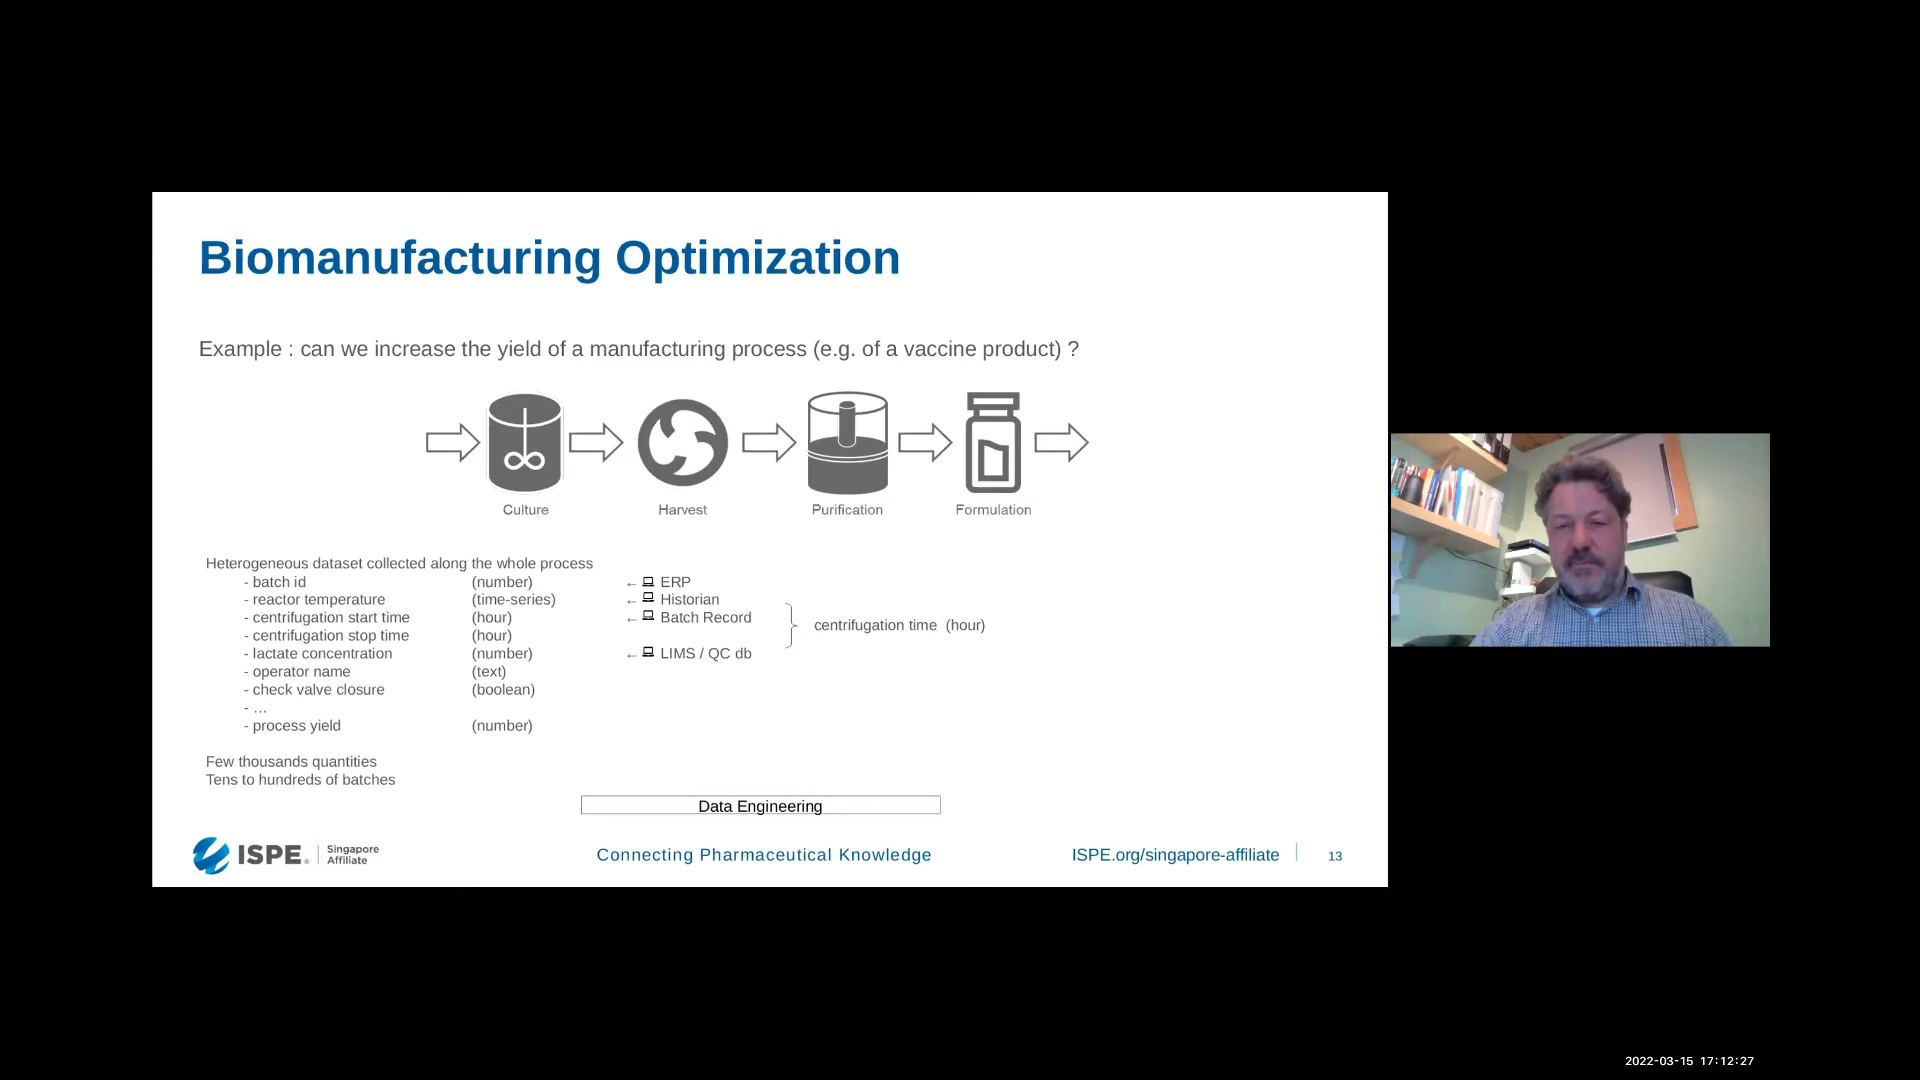 Biomanufacturing Optimization
Example : can we increase the yield of a manufacturing process (e.g. of a vaccine product) ?
Culture Harvest Purification Formulation
Heterogeneous dataset collected along the whole process
- batch id (number) ← ERP
- reactor temperature (time-series) ← Historian
- centrifugation start time (hour) ← Batch Record
centrifugation time (hour)
- centrifugation stop time (hour)
- lactate concentration (number) ← LIMS / QC db
- operator name (text)
- check valve closure (boolean)
- …
- process yield (number)
Few thousands quantities
Tens to hundreds of batches
Data Engineering
ISPE® Singapore
Affiliate
Connecting Pharmaceutical Knowledge
ISPE.org/singapore-affiliate 13
2022-03-15 17:12:27